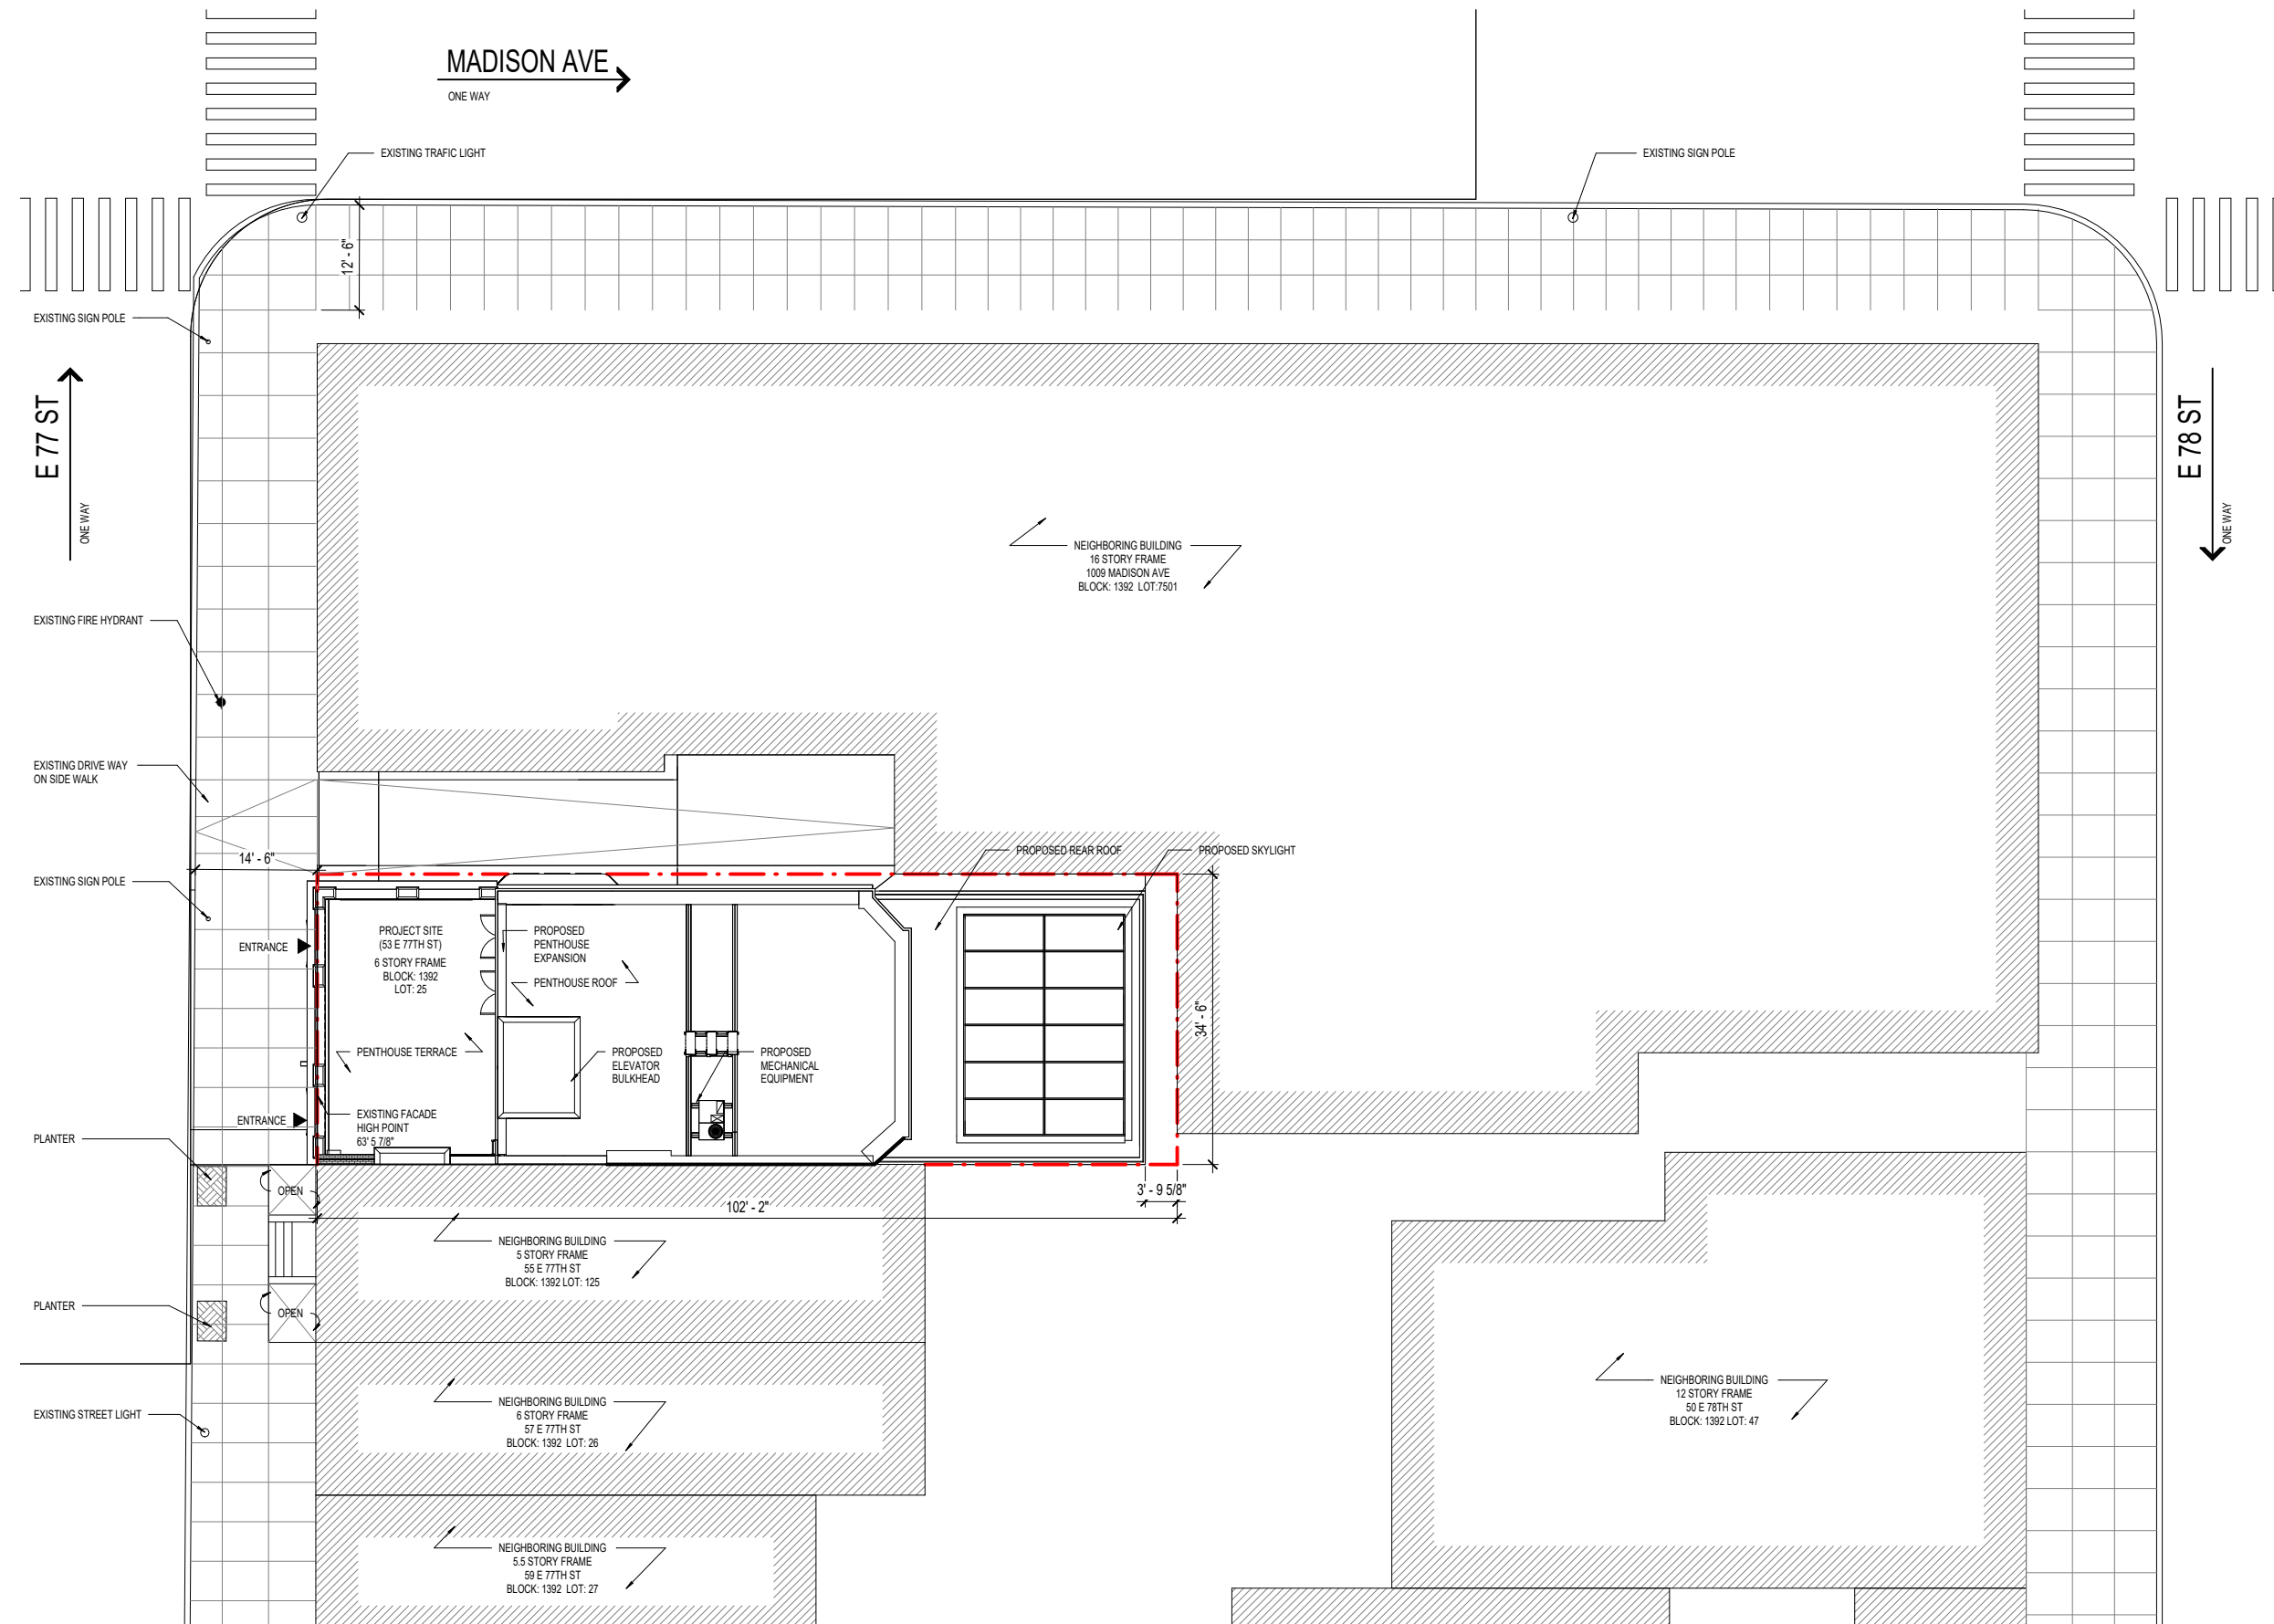 MADISON AVE
ONE WAY
EXISTING TRAFIC LIGHT
EXISTING SIGN POLE
12' - 6"
EXISTING SIGN POLE
E 77 ST
ONE WAY
E 78 ST
ONE WAY
NEIGHBORING BUILDING
16 STORY FRAME
1009 MADISON AVE
BLOCK: 1392 LOT:7501
EXISTING FIRE HYDRANT
EXISTING DRIVE WAY
ON SIDE WALK
14' - 6"
PROPOSED REAR ROOF
PROPOSED SKYLIGHT
EXISTING SIGN POLE
ENTRANCE
PROJECT SITE
(53 E 77TH ST)
6 STORY FRAME
BLOCK: 1392
LOT: 25
PROPOSED
PENTHOUSE
EXPANSION
PENTHOUSE ROOF
34' - 6"
PENTHOUSE TERRACE
PROPOSED
ELEVATOR
BULKHEAD
PROPOSED
MECHANICAL
EQUIPMENT
ENTRANCE
EXISTING FACADE
HIGH POINT
63' 5 7/8"
PLANTER
OPEN
3' - 9 5/8"
102' - 2"
NEIGHBORING BUILDING
5 STORY FRAME
55 E 77TH ST
BLOCK: 1392 LOT: 125
PLANTER
OPEN
NEIGHBORING BUILDING
12 STORY FRAME
50 E 78TH ST
BLOCK: 1392 LOT: 47
NEIGHBORING BUILDING
6 STORY FRAME
57 E 77TH ST
BLOCK: 1392 LOT: 26
EXISTING STREET LIGHT
NEIGHBORING BUILDING
5.5 STORY FRAME
59 E 77TH ST
BLOCK: 1392 LOT: 27